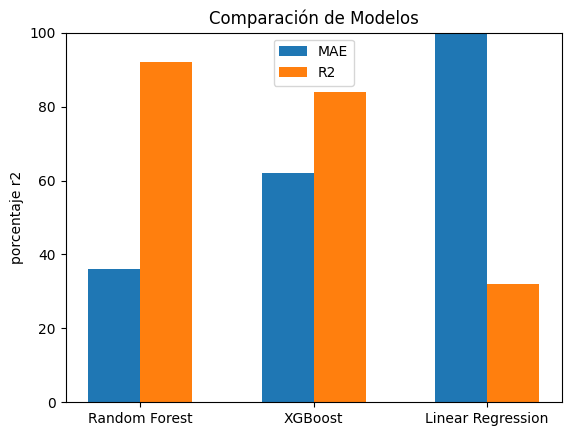 Comparación de Modelos
MAE
R2
porcentaje r2
100
80
60
40
20
0
Random Forest
XGBoost
Linear Regression